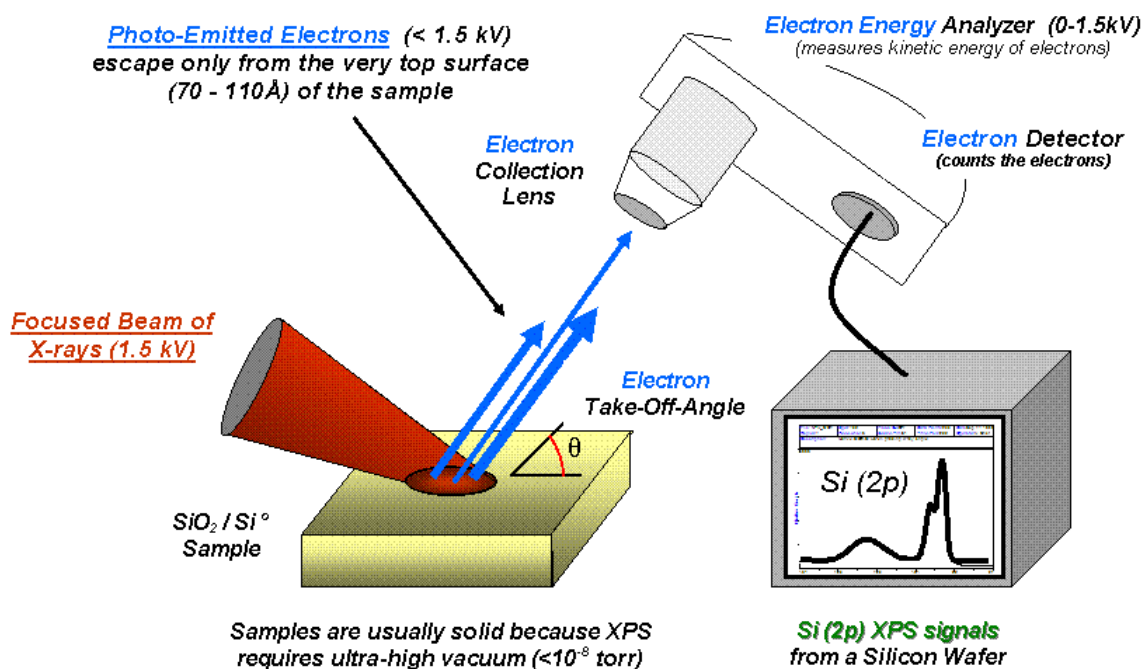 Photo-Emitted Electrons (< 1.5 kV)
escape only from the very top surface
(70 - 110Å) of the sample
Electron Energy Analyzer (0-1.5kV)
(measures kinetic energy of electrons)
Electron Detector
(counts the electrons)
Electron
Collection
Lens
Focused Beam of
X-rays (1.5 kV)
Electron
Take-Off-Angle
θ
SiO₂ / Si°
Sample
Si (2p)
Samples are usually solid because XPS
requires ultra-high vacuum (<10⁻⁸ torr)
Si (2p) XPS signals
from a Silicon Wafer